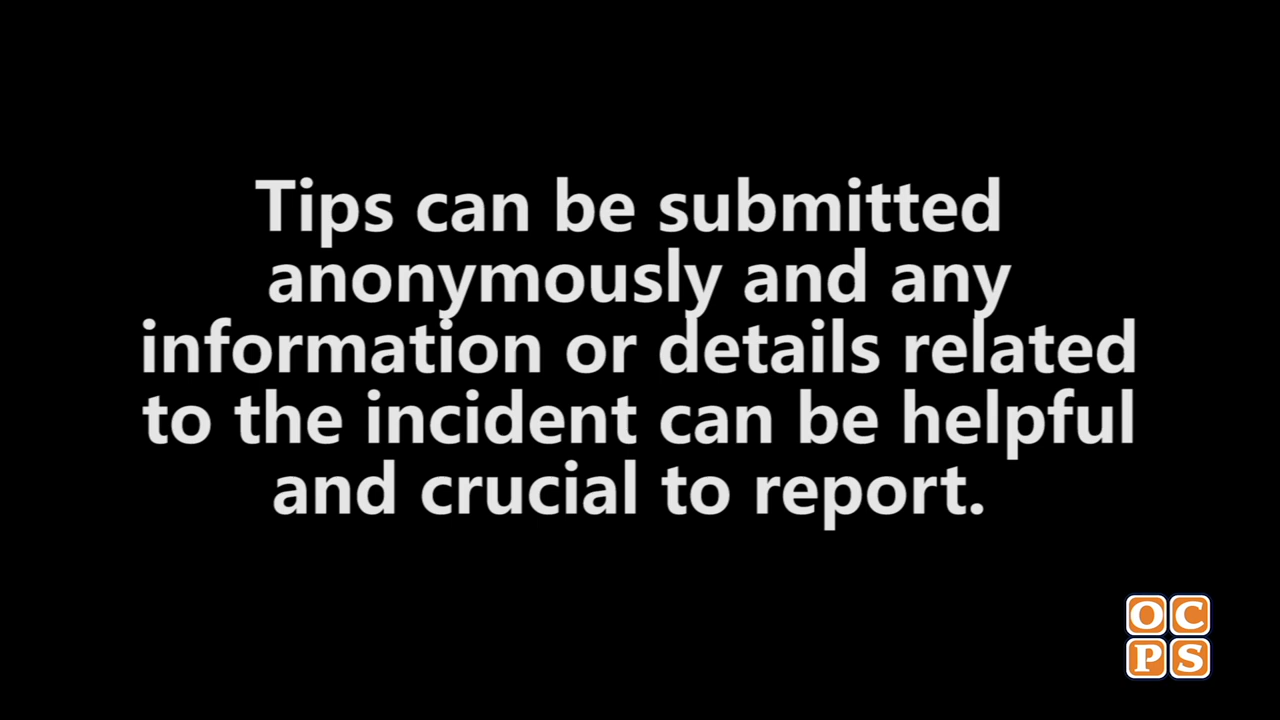 Tips can be submitted
anonymously and any
information or details related
to the incident can be helpful
and crucial to report.
OC
PS